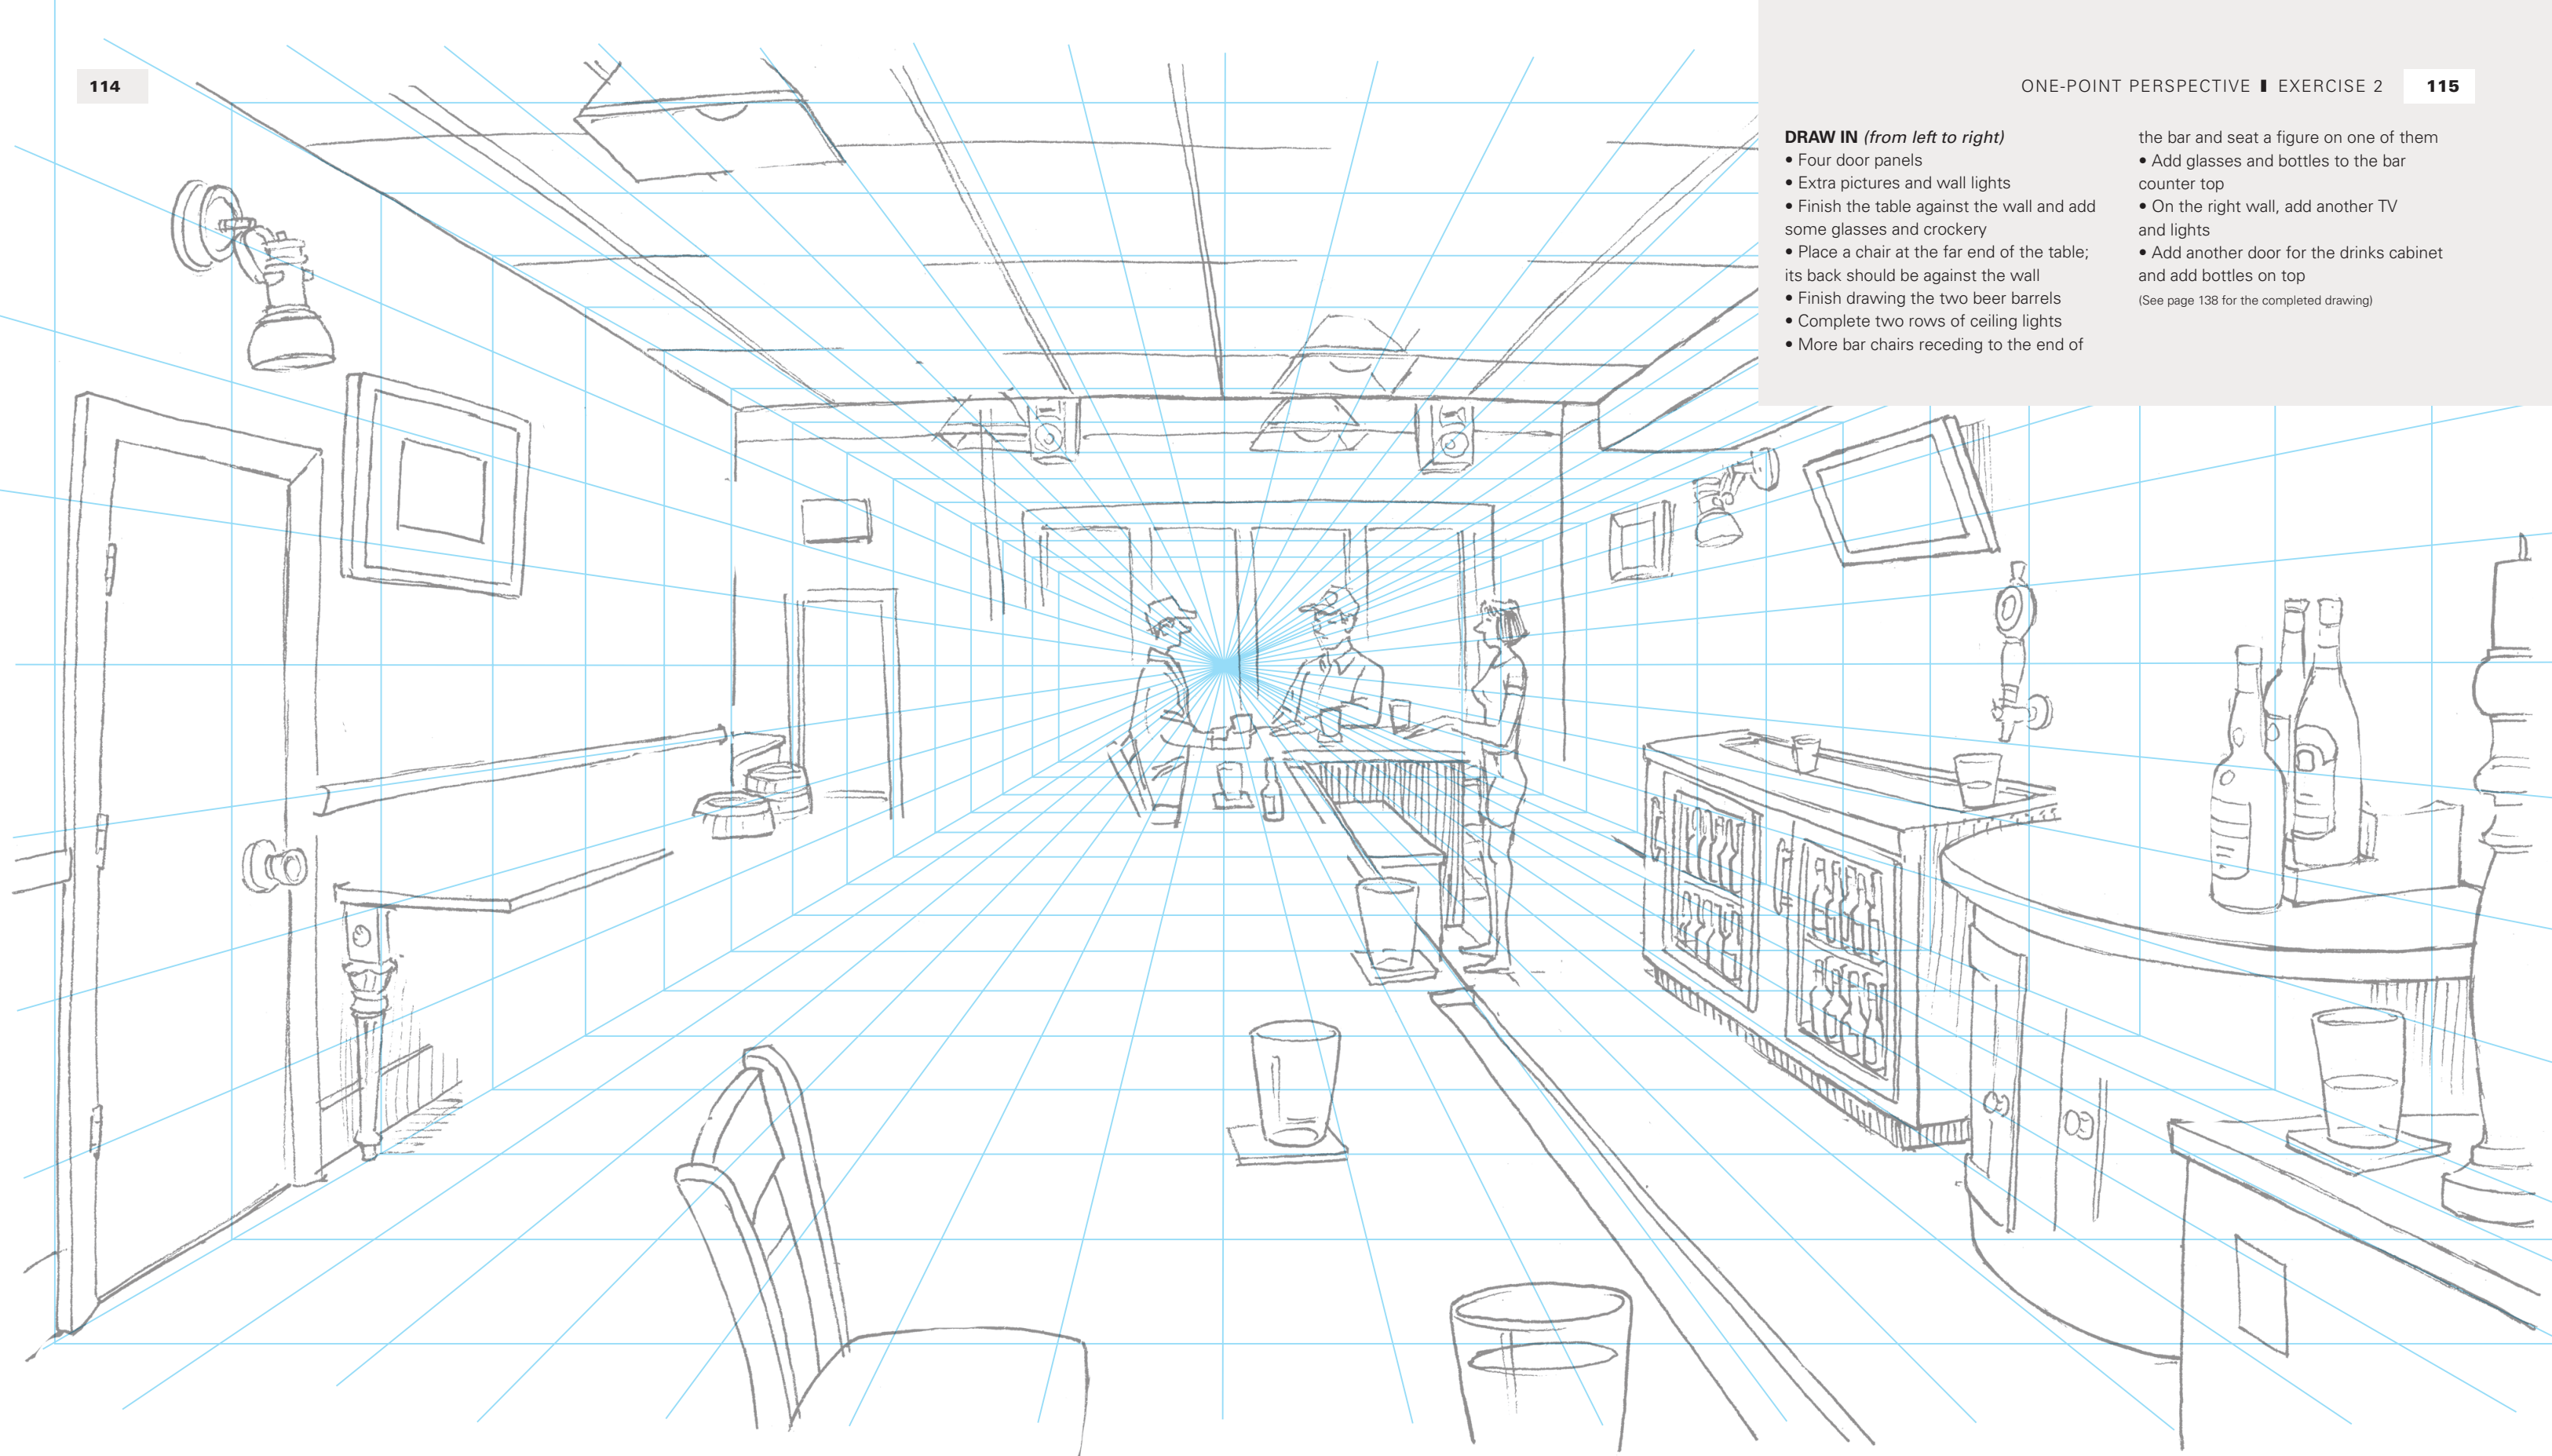 114
ONE-POINT PERSPECTIVE ▮ EXERCISE 2 115
DRAW IN (from left to right)
• Four door panels
• Extra pictures and wall lights
• Finish the table against the wall and add
some glasses and crockery
• Place a chair at the far end of the table;
its back should be against the wall
• Finish drawing the two beer barrels
• Complete two rows of ceiling lights
• More bar chairs receding to the end of
the bar and seat a figure on one of them
• Add glasses and bottles to the bar
counter top
• On the right wall, add another TV
and lights
• Add another door for the drinks cabinet
and add bottles on top
(See page 138 for the completed drawing)